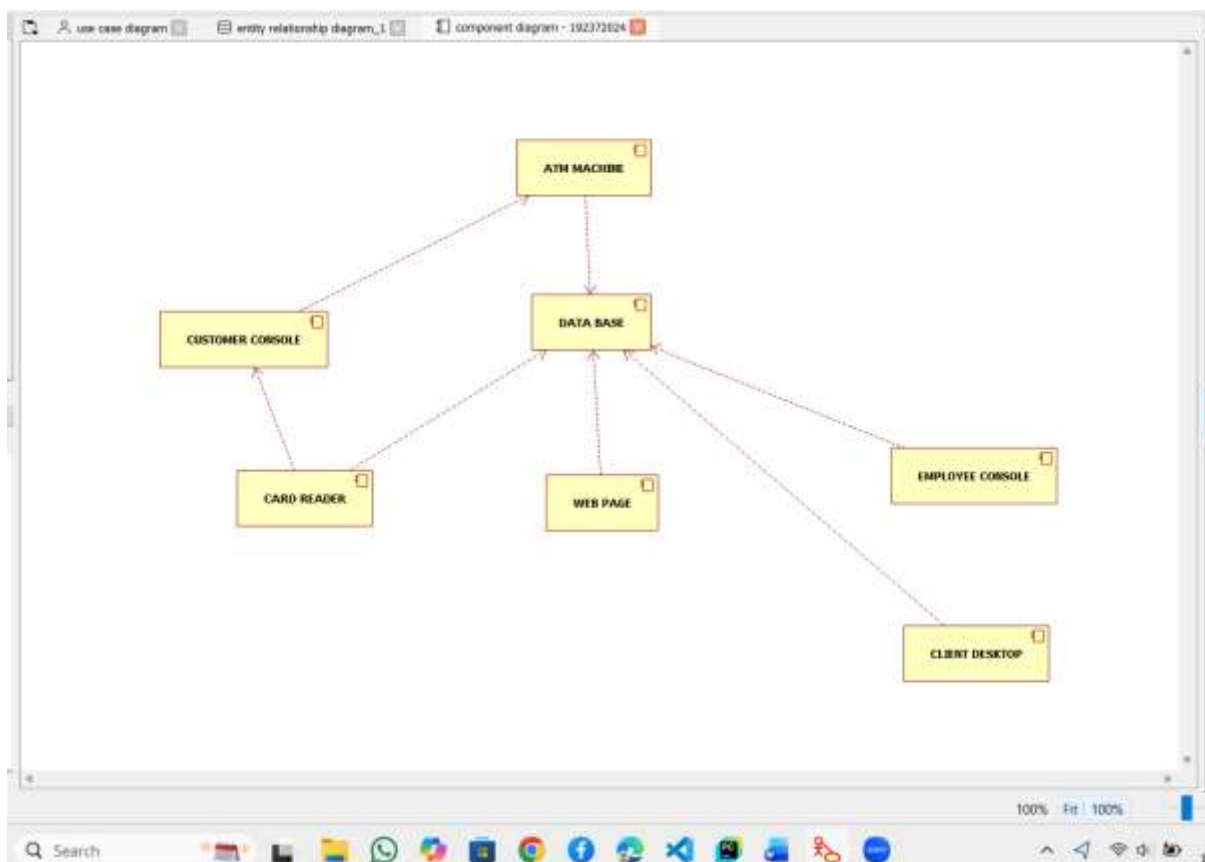 use case diagram
entity relationship diagram_1
component diagram - 192372024
ATM MACHINE
DATA BASE
CUSTOMER CONSOLE
CARD READER
WEB PAGE
EMPLOYEE CONSOLE
CLIENT DESKTOP
100% Fit 100%
Search